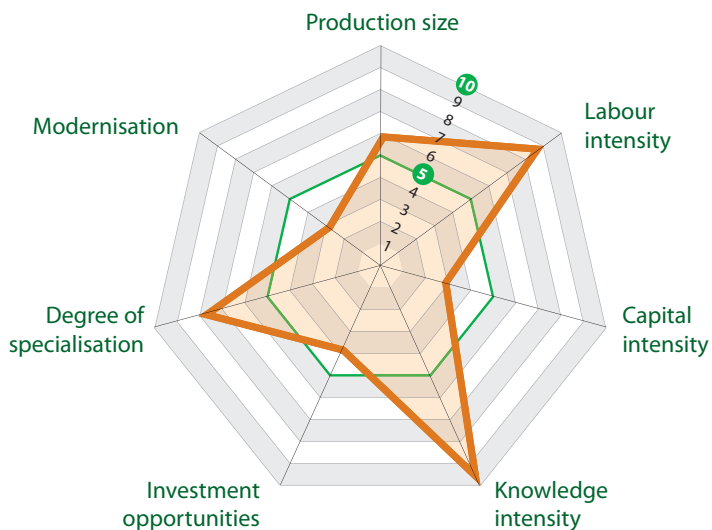 Production size
10
9
8
7
6
5
4
3
2
1
Modernisation
Labour
intensity
Degree of
specialisation
Capital
intensity
Investment
opportunities
Knowledge
intensity